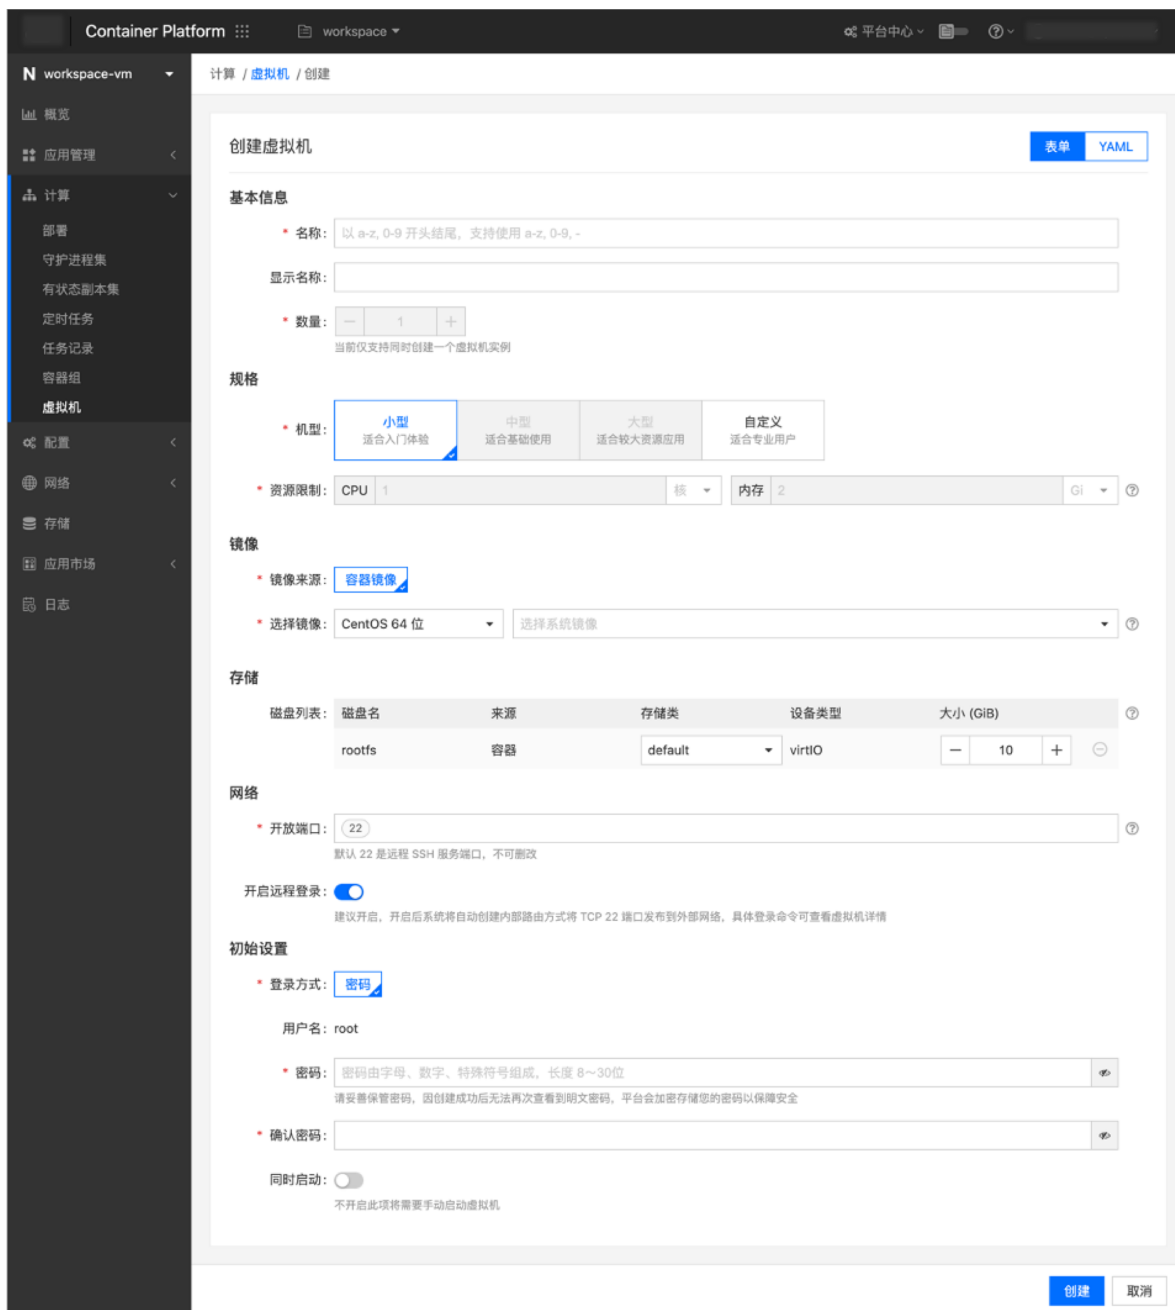 Container Platform
workspace
平台中心
N workspace-vm
计算 / 虚拟机 / 创建
概览
应用管理
计算
部署
守护进程集
有状态副本集
定时任务
任务记录
容器组
虚拟机
配置
网络
存储
应用市场
日志
创建虚拟机
表单 YAML
基本信息
* 名称: 以 a-z, 0-9 开头结尾，支持使用 a-z, 0-9, -
显示名称:
* 数量: — 1 +
当前仅支持同时创建一个虚拟机实例
规格
* 机型: 小型 中型 大型 自定义
适合入门体验 适合基础使用 适合较大资源应用 适合专业用户
* 资源限制: CPU 1 核 内存 2 Gi
镜像
* 镜像来源: 容器镜像
* 选择镜像: CentOS 64 位 选择系统镜像
存储
磁盘列表: 磁盘名 来源 存储类 设备类型 大小 (GiB)
rootfs 容器 default virtIO — 10 +
网络
* 开放端口: 22
默认 22 是远程 SSH 服务端口，不可删改
开启远程登录:
建议开启，开启后系统将自动创建内部路由方式将 TCP 22 端口发布到外部网络，具体登录命令可查看虚拟机详情
初始设置
* 登录方式: 密码
用户名: root
* 密码: 密码由字母、数字、特殊符号组成，长度 8～30位
请妥善保管密码，因创建成功后无法再次查看到明文密码，平台会加密存储您的密码以保障安全
* 确认密码:
同时启动:
不开启此项将需要手动启动虚拟机
创建 取消